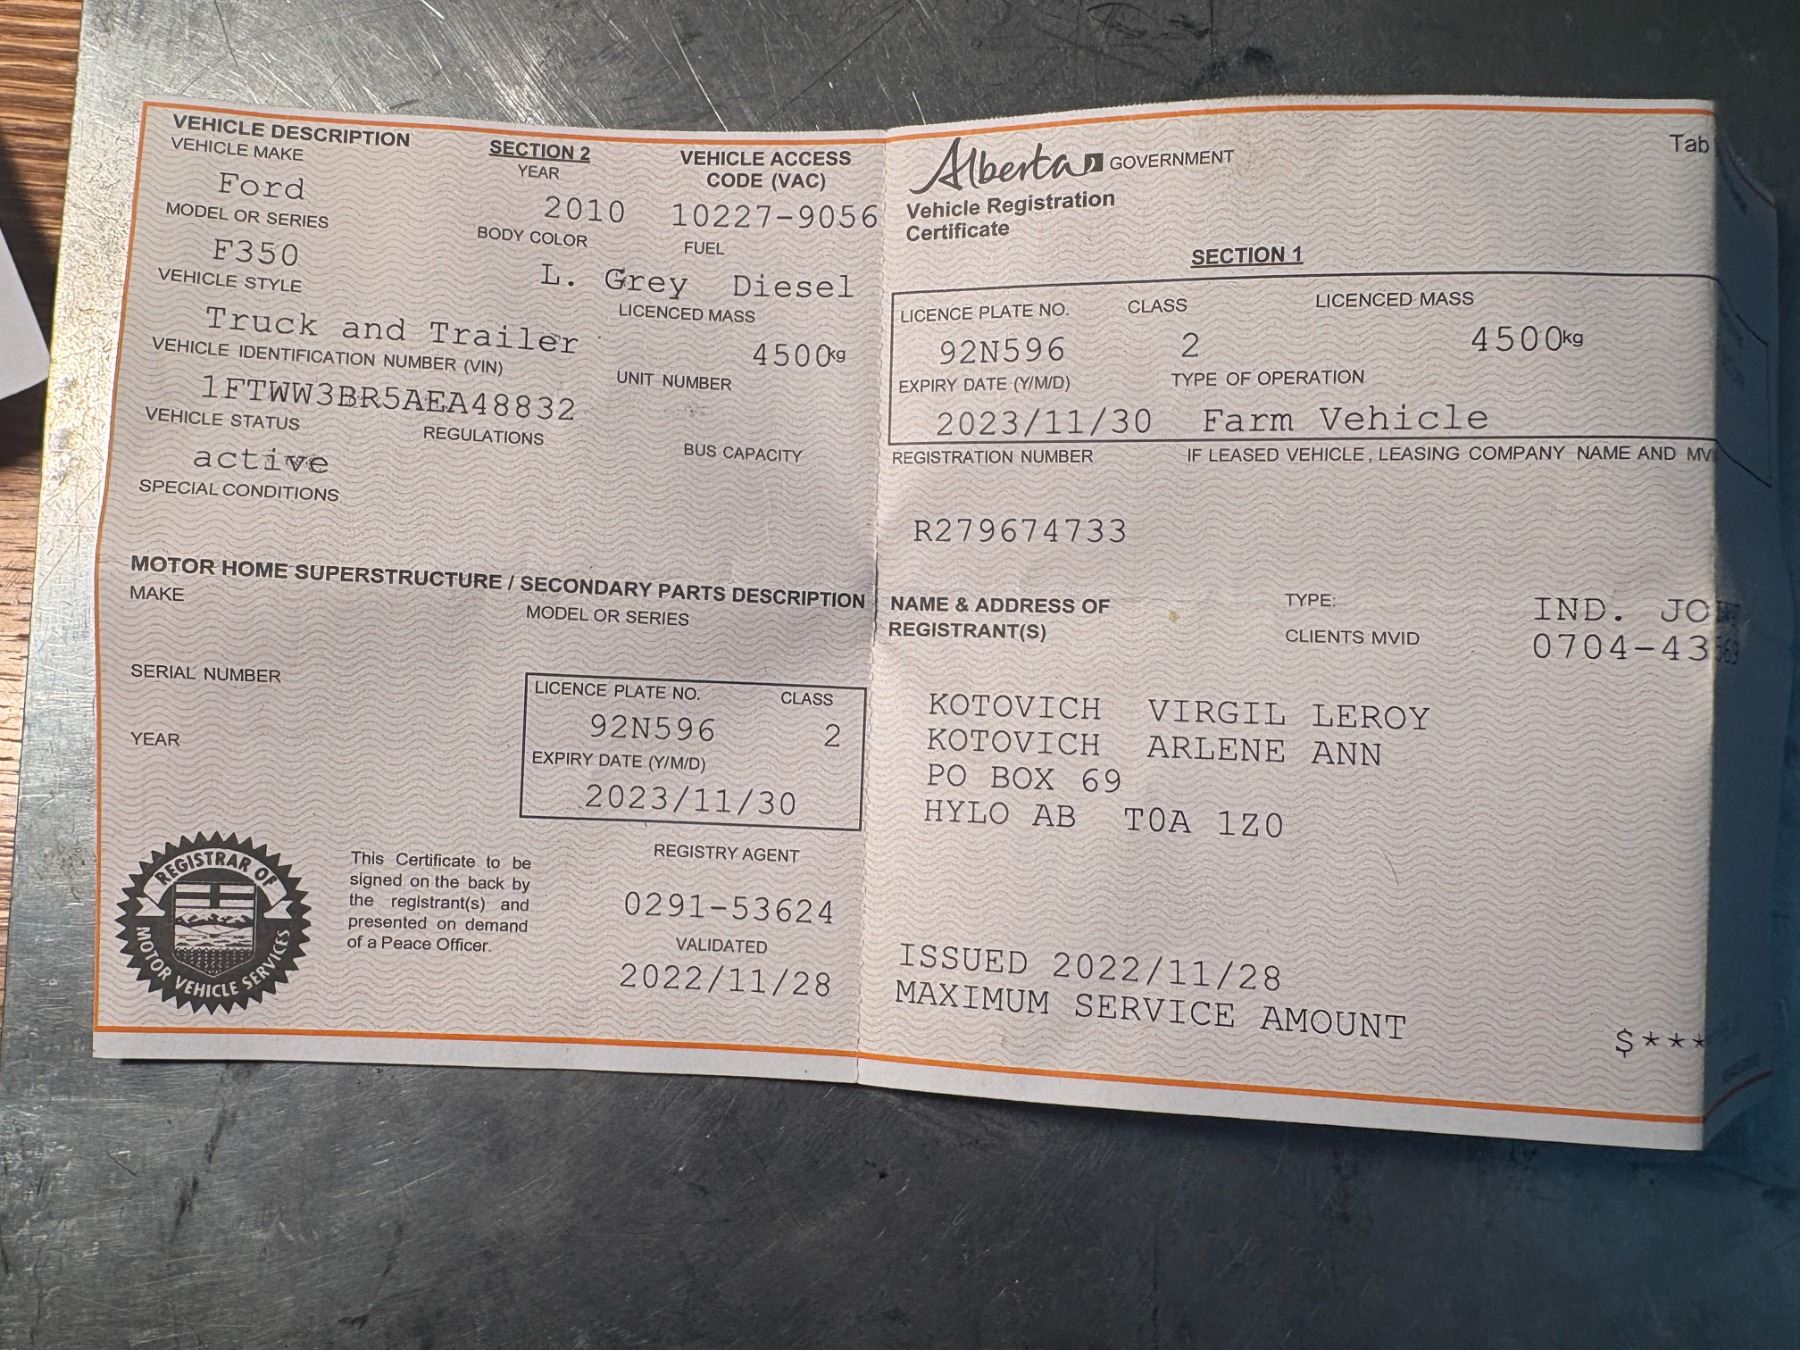 VEHICLE DESCRIPTION
VEHICLE MAKE
Ford
MODEL OR SERIES
F350
VEHICLE STYLE
Truck and Trailer
VEHICLE IDENTIFICATION NUMBER (VIN)
1FTWW3BR5AEA48832
VEHICLE STATUS
active
REGULATIONS
SPECIAL CONDITIONS
SECTION 2
YEAR
2010
BODY COLOR
L. Grey
VEHICLE ACCESS
CODE (VAC)
10227-9056
FUEL
Diesel
LICENCED MASS
4500kg
UNIT NUMBER
BUS CAPACITY
MOTOR HOME SUPERSTRUCTURE / SECONDARY PARTS DESCRIPTION
MAKE
MODEL OR SERIES
SERIAL NUMBER
YEAR
LICENCE PLATE NO. CLASS
92N596 2
EXPIRY DATE (Y/M/D)
2023/11/30
REGISTRAR OF
MOTOR VEHICLE SERVICES
This Certificate to be
signed on the back by
the registrant(s) and
presented on demand
of a Peace Officer.
REGISTRY AGENT
0291-53624
VALIDATED
2022/11/28
Alberta GOVERNMENT
Tab
Vehicle Registration
Certificate
SECTION 1
LICENCE PLATE NO. CLASS LICENCED MASS
92N596 2 4500kg
EXPIRY DATE (Y/M/D) TYPE OF OPERATION
2023/11/30 Farm Vehicle
REGISTRATION NUMBER IF LEASED VEHICLE, LEASING COMPANY NAME AND MV
R279674733
NAME & ADDRESS OF
REGISTRANT(S)
TYPE: IND. JO
CLIENTS MVID 0704-43
KOTOVICH VIRGIL LEROY
KOTOVICH ARLENE ANN
PO BOX 69
HYLO AB T0A 1Z0
ISSUED 2022/11/28
MAXIMUM SERVICE AMOUNT
$***